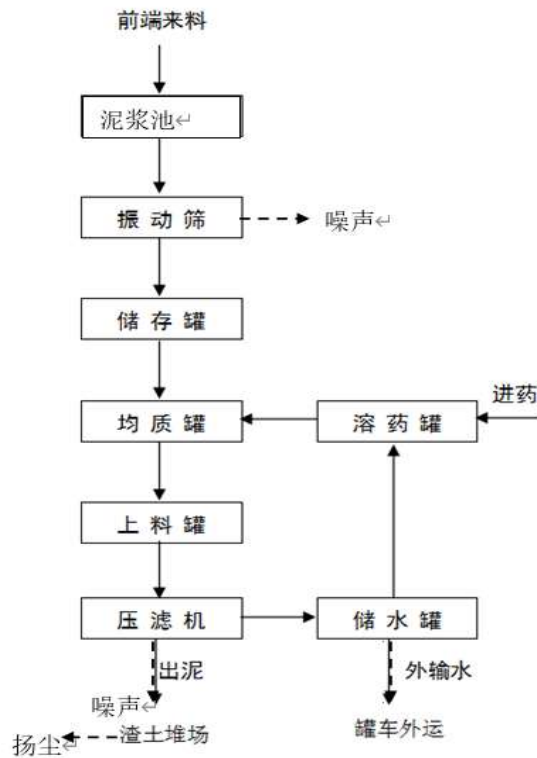 前端来料
泥浆池↵
振动筛
噪声↵
储存罐
进药
均质罐
溶药罐
上料罐
压滤机
储水罐
出泥
外输水
噪声↵
扬尘↵
渣土堆场
罐车外运